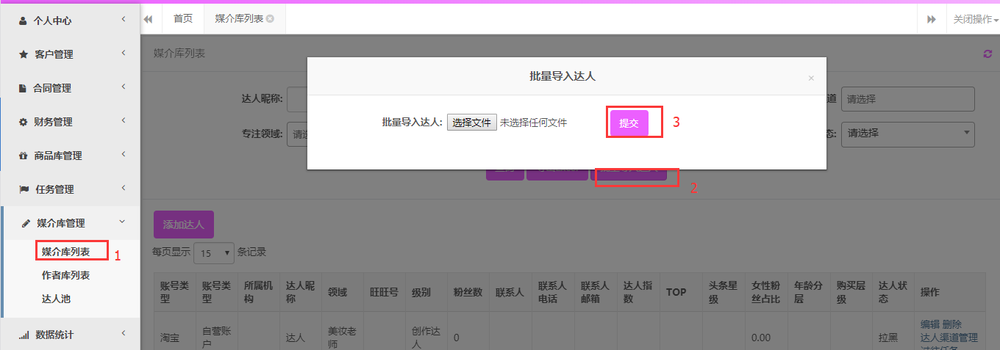 个人中心
客户管理
合同管理
财务管理
商品库管理
任务管理
媒介库管理
媒介库列表
1
作者库列表
达人池
数据统计
首页
媒介库列表
关闭操作
媒介库列表
批量导入达人
×
达人昵称:
道
请选择
批量导入达人:
选择文件
未选择任何文件
提交
3
专注领域:
态:
请选择
2
添加达人
每页显示 15 条记录
账号类型 账号类型 所属机构 达人昵称 领域 旺旺号 级别 粉丝数 联系人 联系人电话 联系人邮箱 达人指数 TOP 头条星级 女性粉丝占比 年龄分层 购买层级 达人状态 操作
淘宝 自营账户 达人 美妆老师 创作达人 0 0.00 拉黑 编辑 删除
达人渠道管理
过往任务